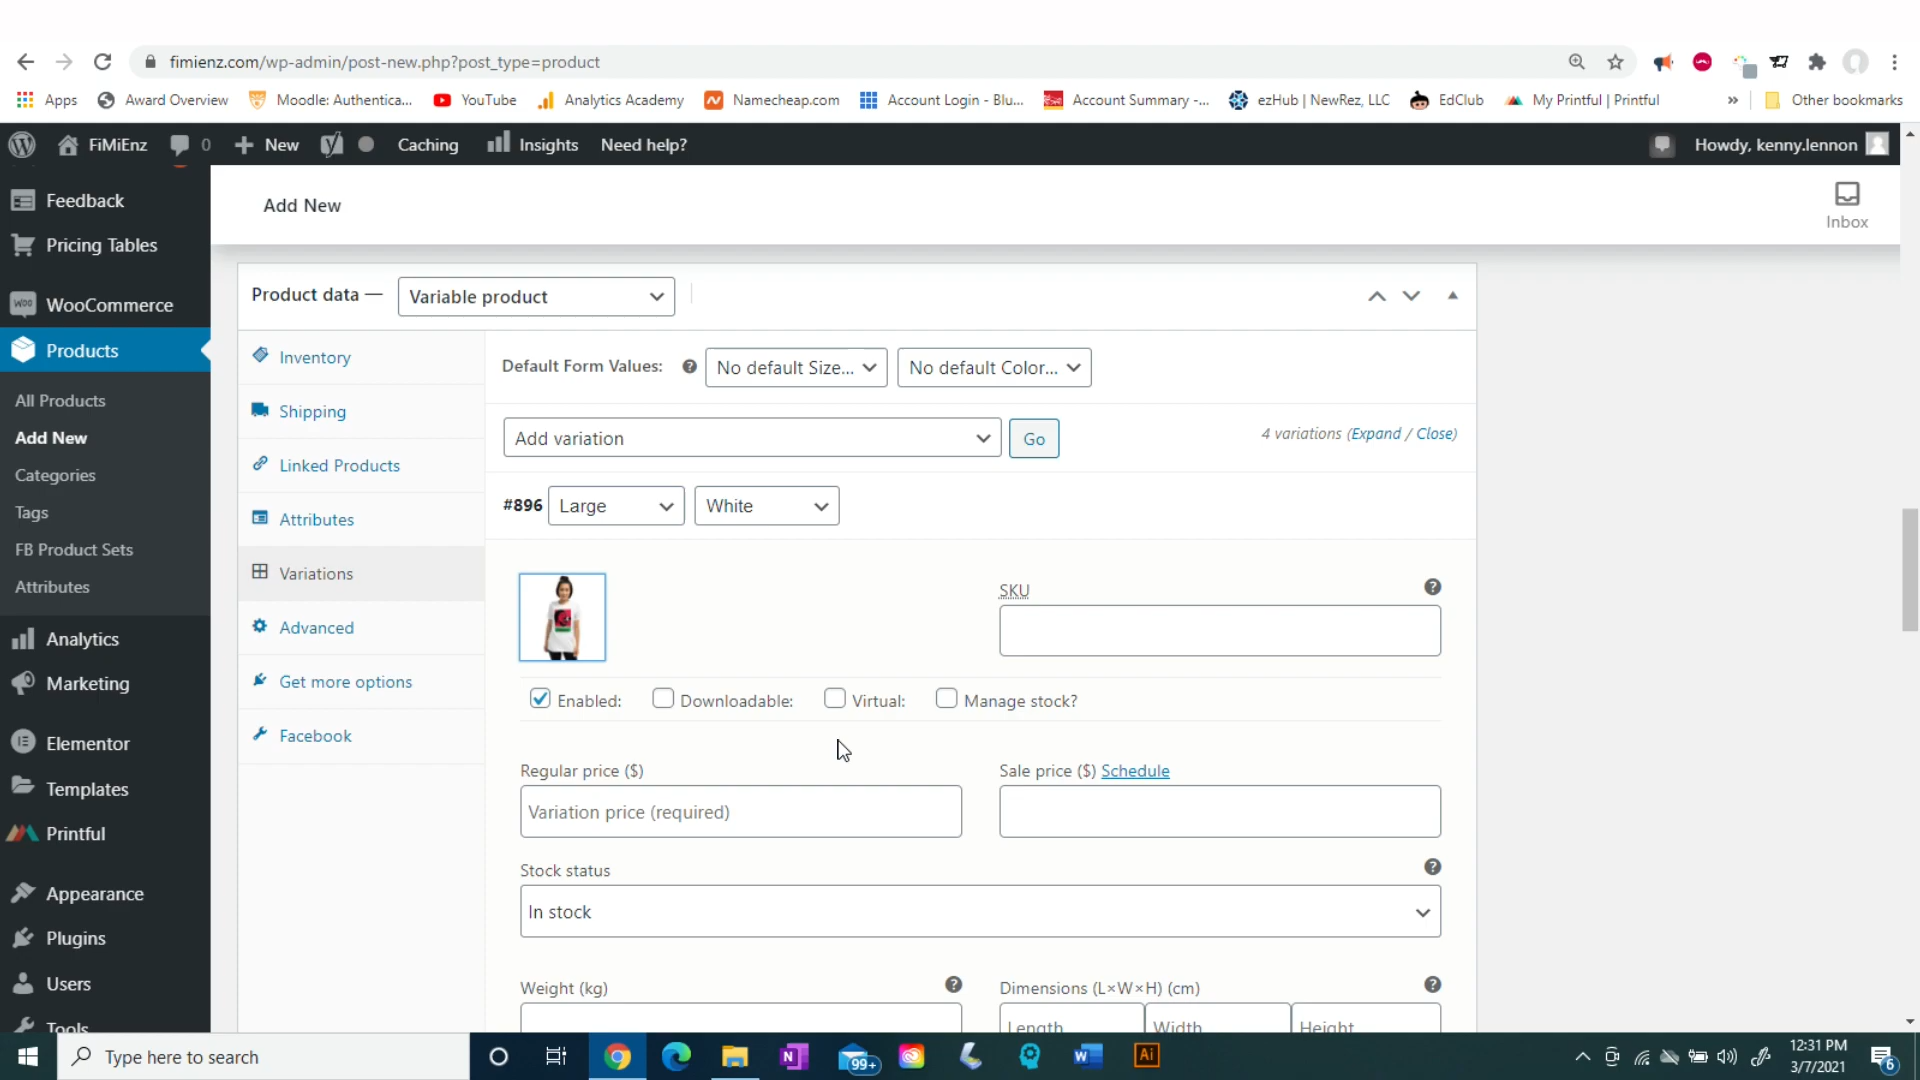 fimienz.com/wp-admin/post-new.php?post_type=product
Apps Award Overview Moodle: Authentica... YouTube Analytics Academy Namecheap.com Account Login - Blu... Account Summary -... ezHub | NewRez, LLC EdClub My Printful | Printful » Other bookmarks
FiMiEnz 0 New Caching Insights Need help? Howdy, kenny.lennon
Feedback
Pricing Tables
WooCommerce
Products
All Products
Add New
Categories
Tags
FB Product Sets
Attributes
Analytics
Marketing
Elementor
Templates
Printful
Appearance
Plugins
Users
Tools
Add New
Inbox
Product data — Variable product
Inventory
Shipping
Linked Products
Attributes
Variations
Advanced
Get more options
Facebook
Default Form Values: No default Size... No default Color...
Add variation Go 4 variations (Expand / Close)
#896 Large White
SKU
Enabled: Downloadable: Virtual: Manage stock?
Regular price ($) Sale price ($) Schedule
Variation price (required)
Stock status
In stock
Weight (kg) Dimensions (L×W×H) (cm)
Length Width Height
Type here to search 99+ Ai 12:31 PM
3/7/2021 6